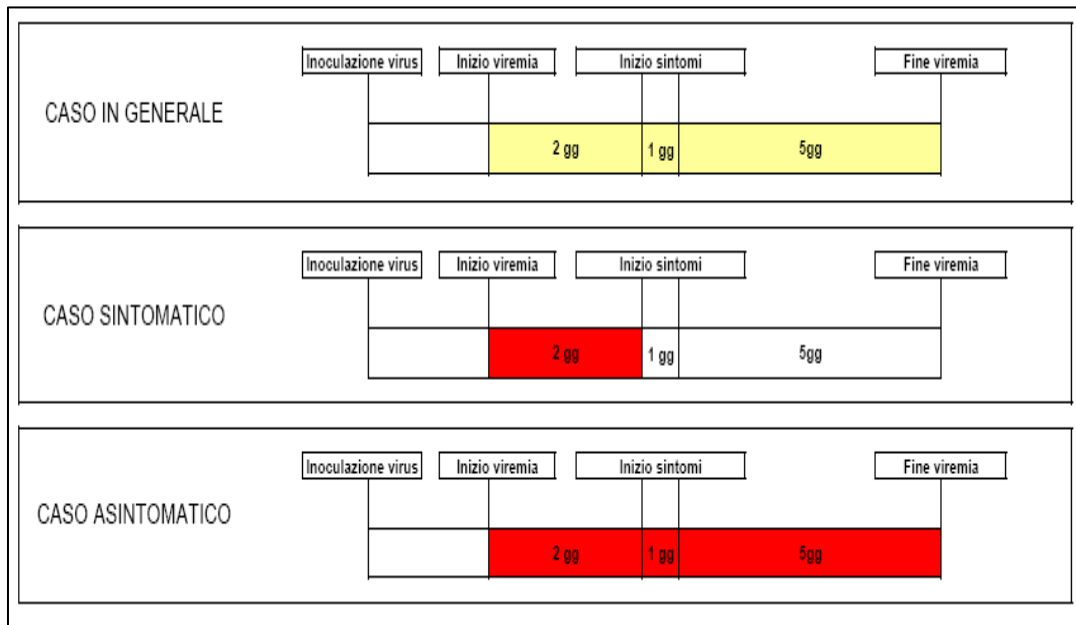 Inoculazione virus Inizio viremia Inizio sintomi Fine viremia
CASO IN GENERALE
2 gg 1 gg 5gg
Inoculazione virus Inizio viremia Inizio sintomi Fine viremia
CASO SINTOMATICO
2 gg 1 gg 5gg
Inoculazione virus Inizio viremia Inizio sintomi Fine viremia
CASO ASINTOMATICO
2 gg 1 gg 5gg